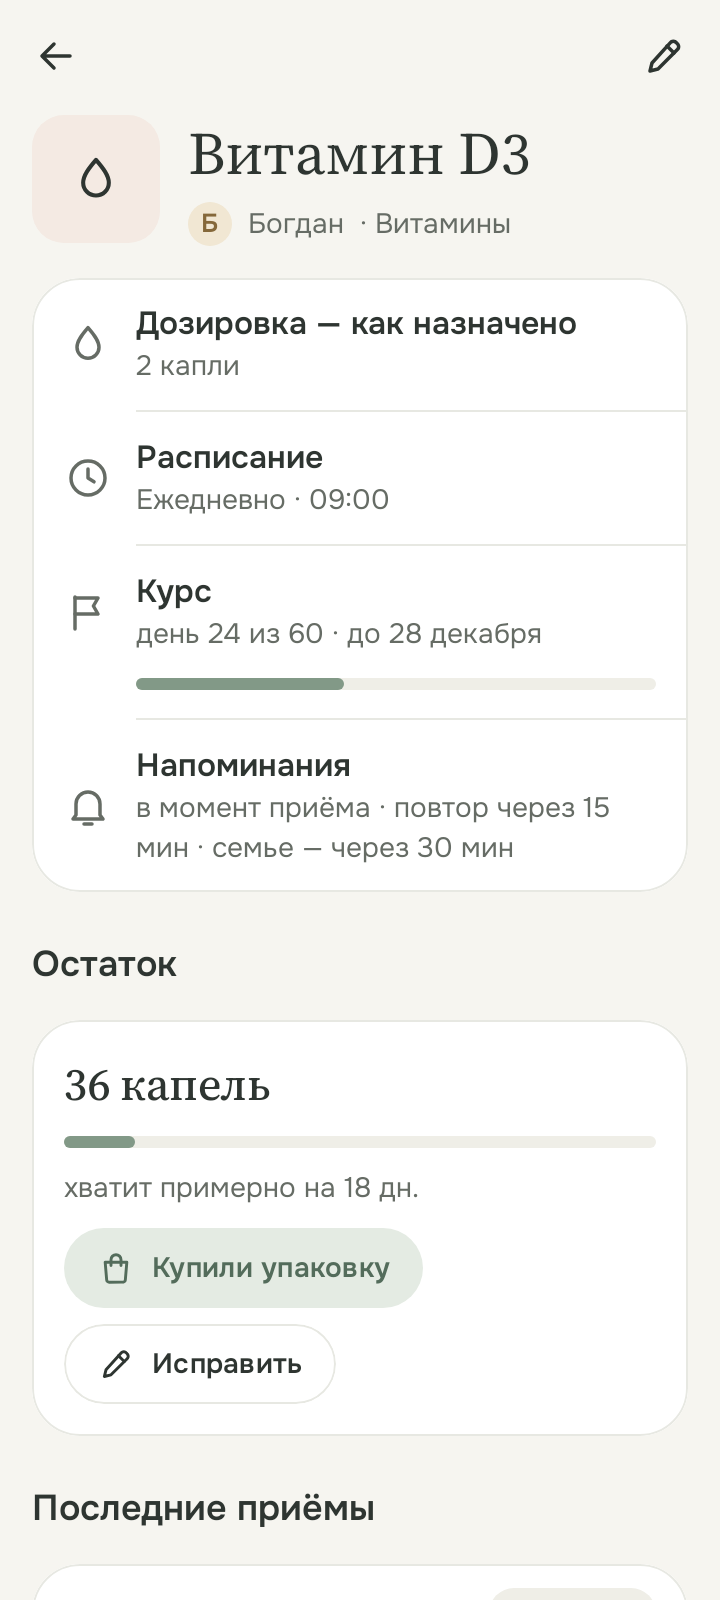 Витамин D3
Б Богдан · Витамины
Дозировка — как назначено
2 капли
Расписание
Ежедневно · 09:00
Курс
день 24 из 60 · до 28 декабря
Напоминания
в момент приёма · повтор через 15
мин · семье — через 30 мин
Остаток
36 капель
хватит примерно на 18 дн.
Купили упаковку
Исправить
Последние приёмы